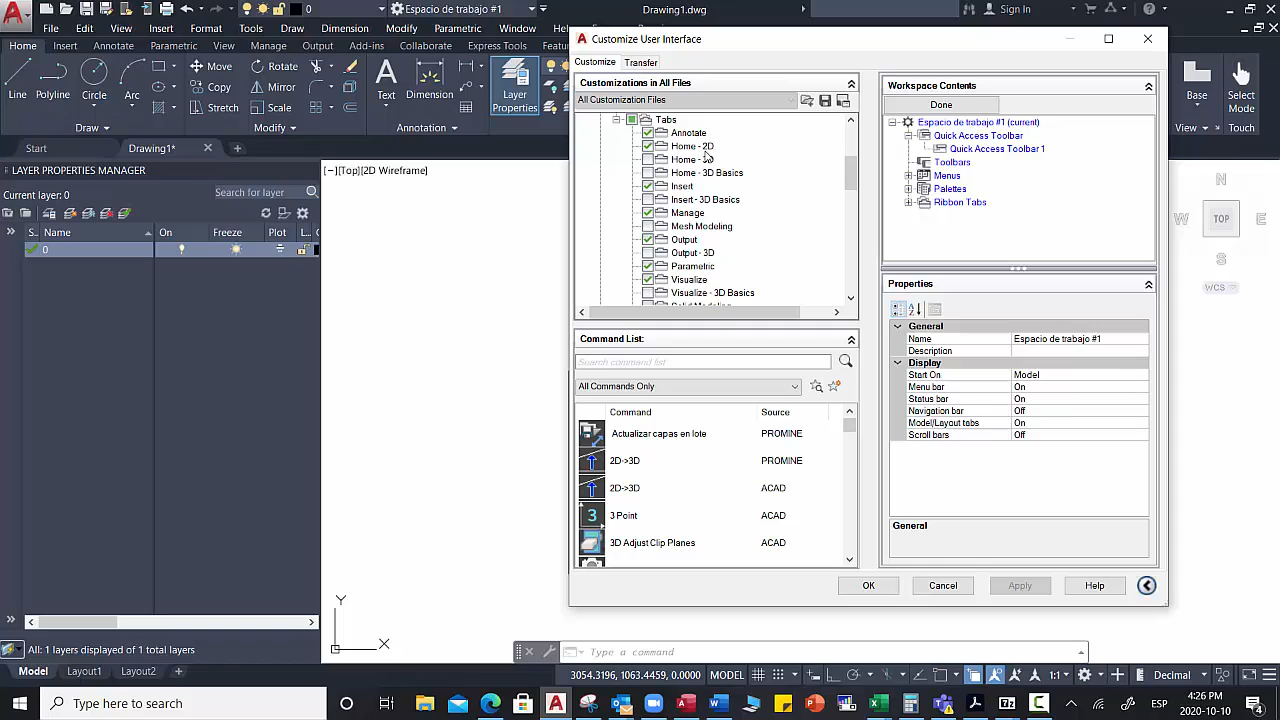 0
Espacio de trabajo #1
Drawing1.dwg
Sign In
File
Edit
View
Insert
Format
Tools
Draw
Dimension
Modify
Parametric
Window
Express
Home
Insert
Annotate
Parametric
View
Manage
Output
Add-ins
Collaborate
Express Tools
Line
Polyline
Circle
Arc
Draw
Move
Rotate
Copy
Mirror
Stretch
Scale
Modify
Text
Dimension
Annotation
Layer
Properties
Base
View
Select
Mode
Touch
Start
Drawing1*
LAYER PROPERTIES MANAGER
Current layer: 0
Search for layer
S..
Name
On
Freeze
Plot
L..
0
All: 1 layers displayed of 1 total layers
[−][Top][2D Wireframe]
Y
X
N
W
TOP
S
WCS
Customize User Interface
Customize
Transfer
Customizations in All Files
All Customization Files
Tabs
Annotate
Home - 2D
Home -
Home - 3D Basics
Insert
Insert - 3D Basics
Manage
Mesh Modeling
Output
Output - 3D
Parametric
Visualize
Visualize - 3D Basics
Solid Modeling
Command List:
Search command list
All Commands Only
Command
Source
Actualizar capas en lote
PROMINE
2D->3D
PROMINE
2D->3D
ACAD
3 Point
ACAD
3D Adjust Clip Planes
ACAD
Workspace Contents
Done
Espacio de trabajo #1 (current)
Quick Access Toolbar
Quick Access Toolbar 1
Toolbars
Menus
Palettes
Ribbon Tabs
Properties
General
Name
Espacio de trabajo #1
Description
Display
Start On
Model
Menu bar
On
Status bar
On
Navigation bar
Off
Model/Layout tabs
On
Scroll bars
Off
General
OK
Cancel
Apply
Help
Type a command
Model
Layout1
Layout2
3054.3196, 1063.4459, 0.0000
MODEL
1:1
Decimal
Type here to search
ESP
4:26 PM
2020-10-10